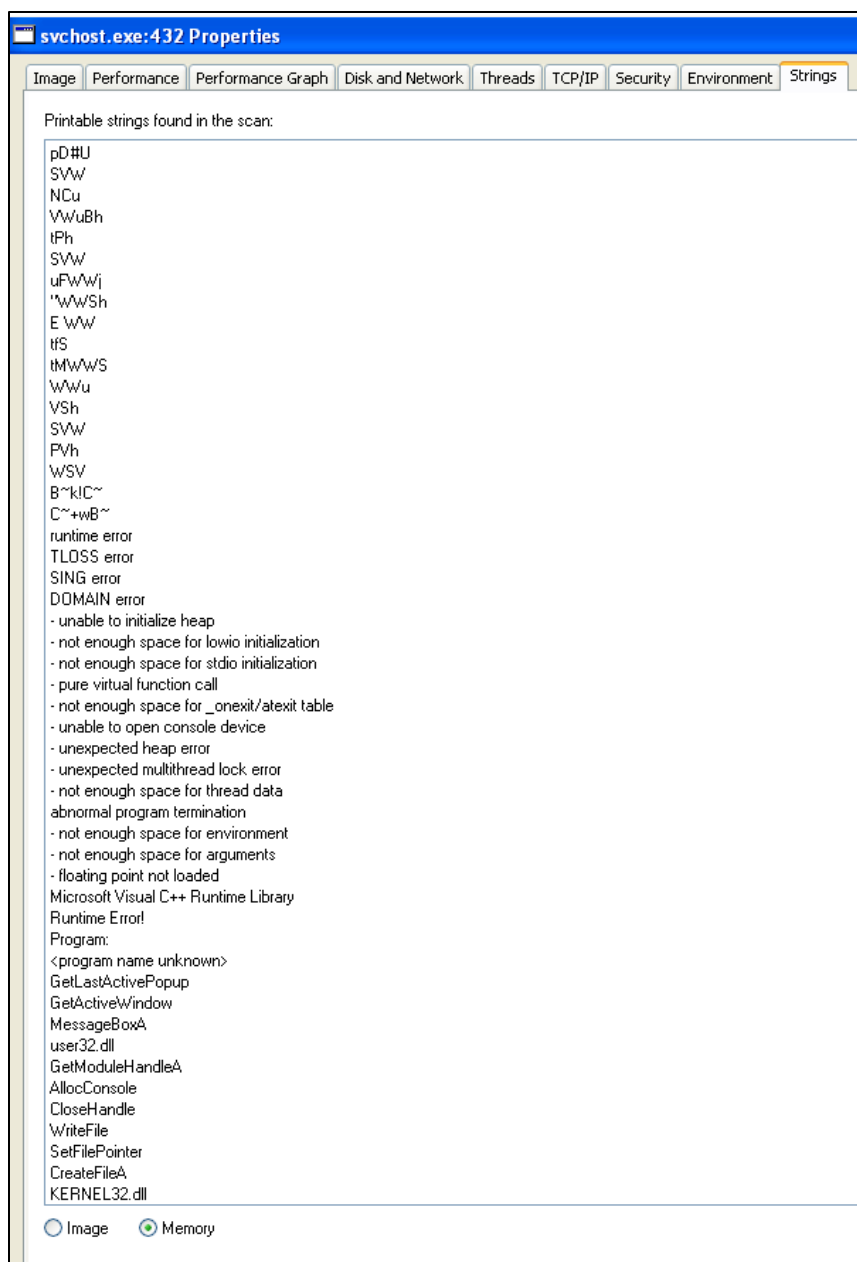 svchost.exe:432 Properties
Image Performance Performance Graph Disk and Network Threads TCP/IP Security Environment Strings
Printable strings found in the scan:
pD#U
SVW
NCu
VWuBh
tPh
SVW
uFWWj
"WWSh
E WW
tfS
tMWWS
WWu
VSh
SVW
PVh
WSV
B~k!C~
C~+wB~
runtime error
TLOSS error
SING error
DOMAIN error
- unable to initialize heap
- not enough space for lowio initialization
- not enough space for stdio initialization
- pure virtual function call
- not enough space for _onexit/atexit table
- unable to open console device
- unexpected heap error
- unexpected multithread lock error
- not enough space for thread data
abnormal program termination
- not enough space for environment
- not enough space for arguments
- floating point not loaded
Microsoft Visual C++ Runtime Library
Runtime Error!
Program:
<program name unknown>
GetLastActivePopup
GetActiveWindow
MessageBoxA
user32.dll
GetModuleHandleA
AllocConsole
CloseHandle
WriteFile
SetFilePointer
CreateFileA
KERNEL32.dll
Image Memory